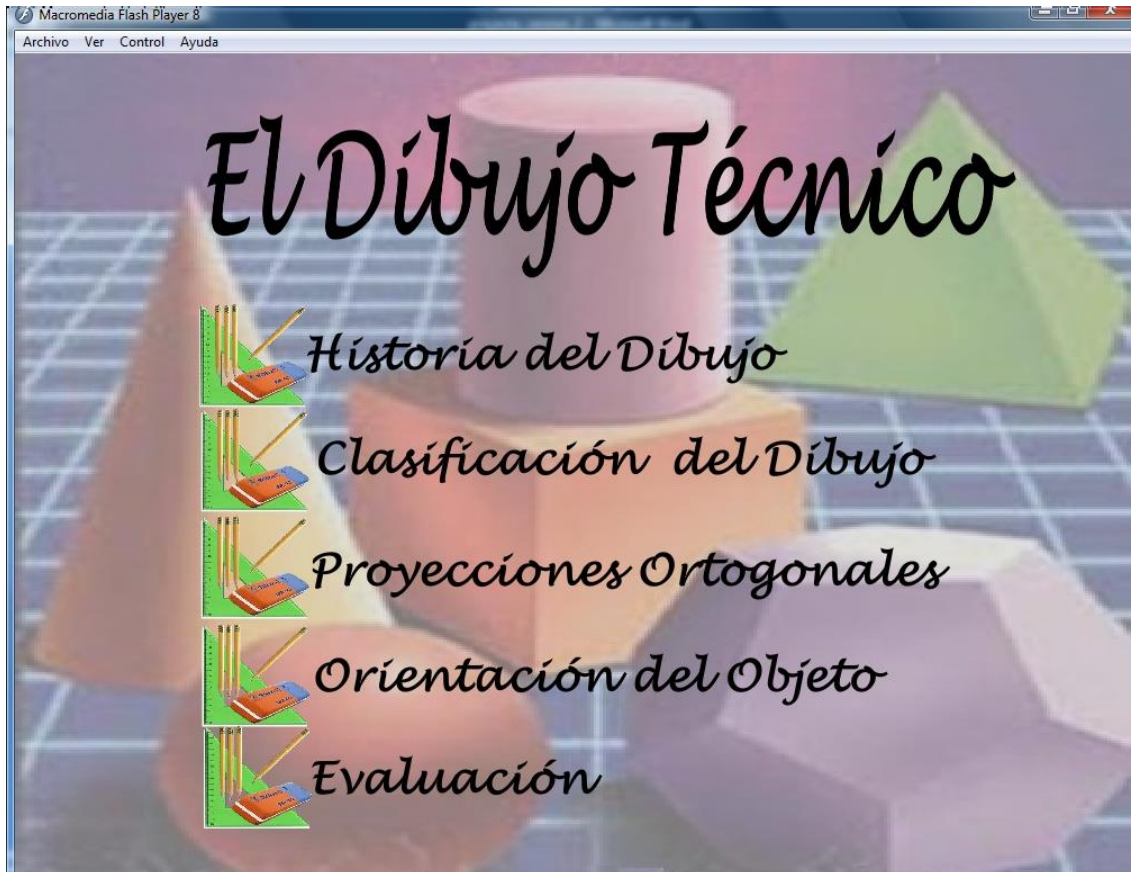 Macromedia Flash Player 8
Archivo Ver Control Ayuda
El Dibujo Técnico
Historia del Dibujo
Clasificación del Dibujo
Proyecciones Ortogonales
Orientación del Objeto
Evaluación